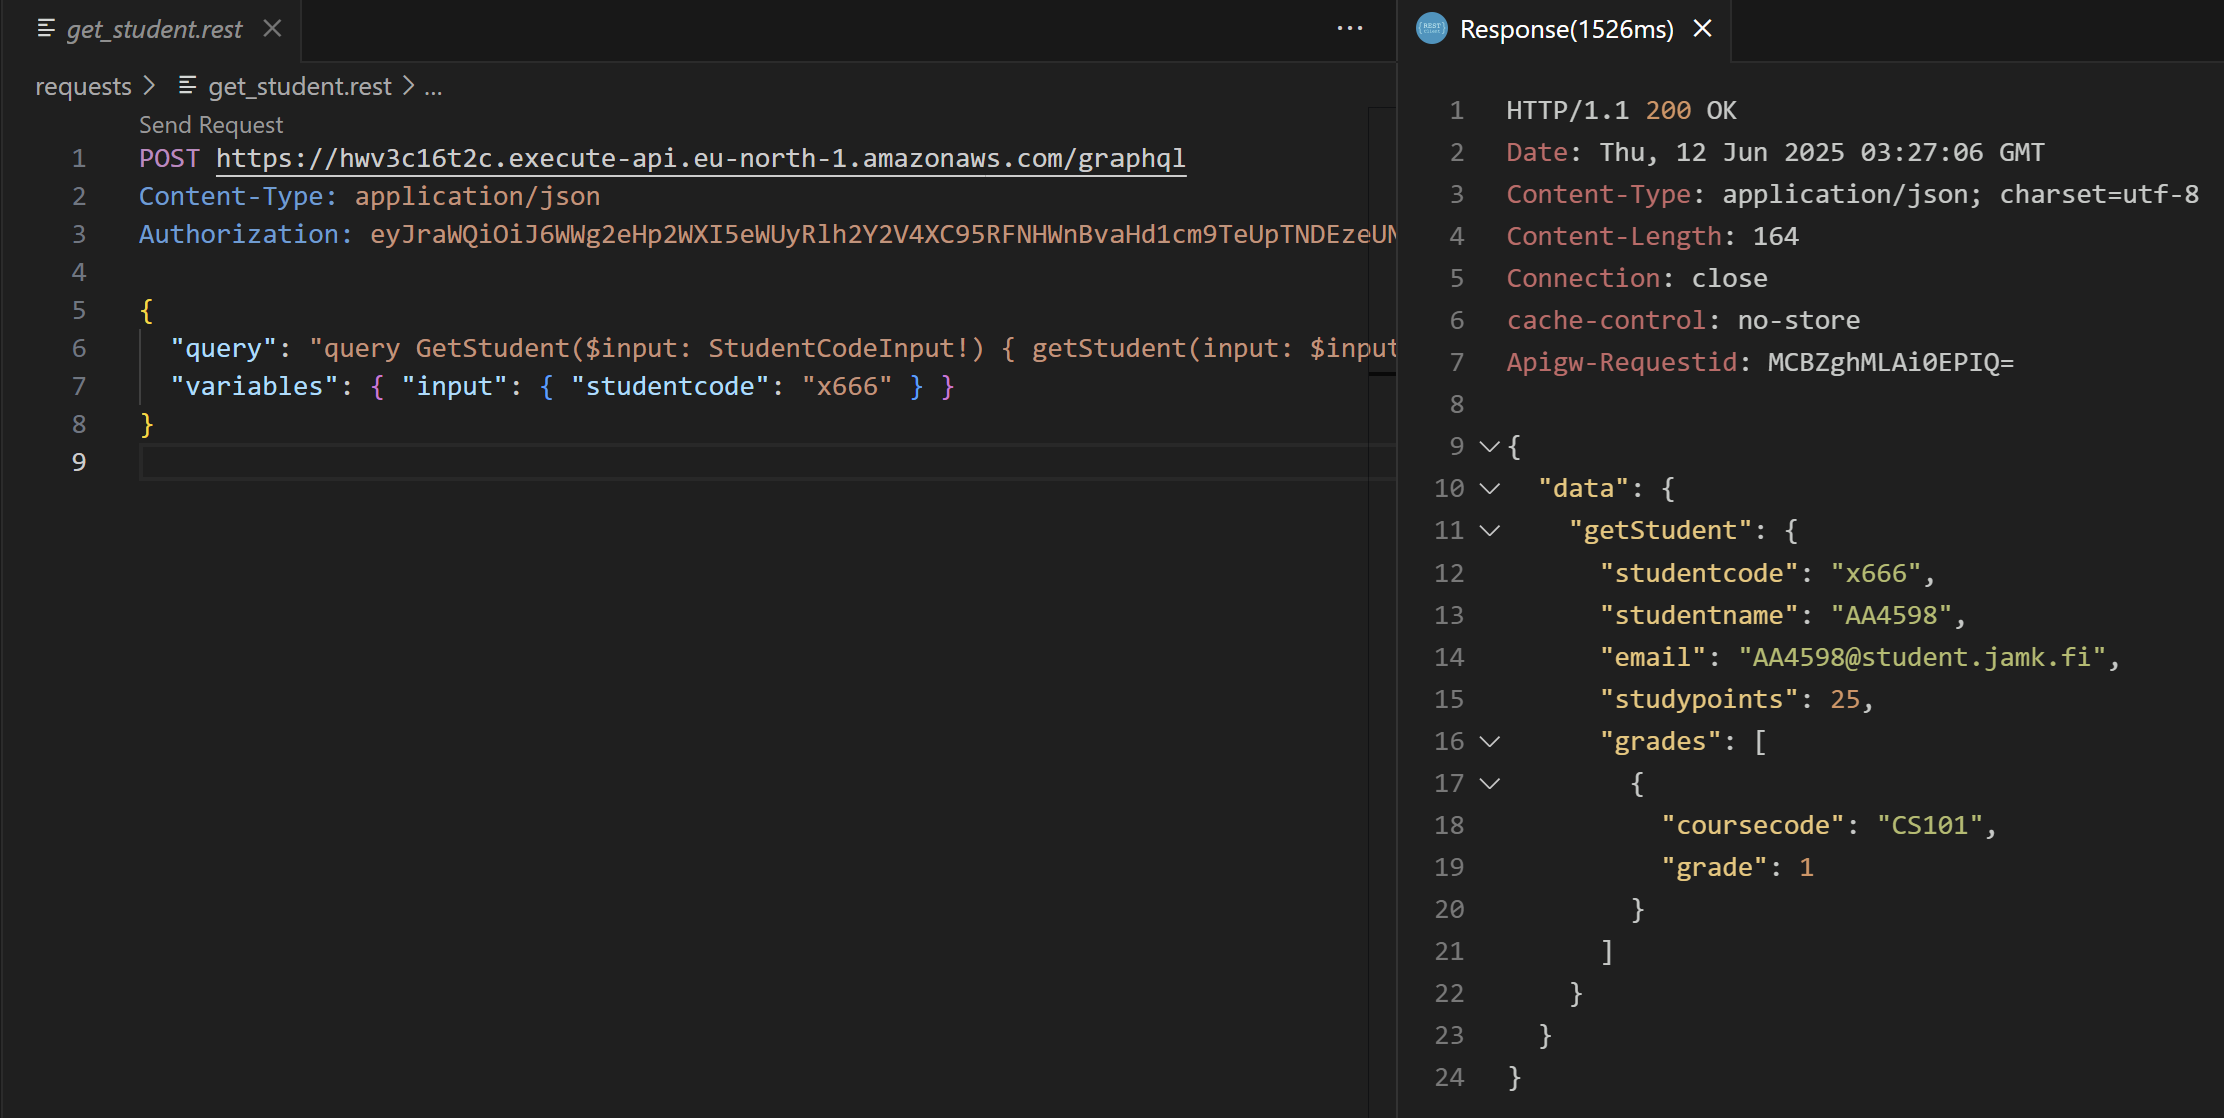 get_student.rest
requests > get_student.rest > ...
Send Request
1 POST https://hwv3c16t2c.execute-api.eu-north-1.amazonaws.com/graphql
2 Content-Type: application/json
3 Authorization: eyJraWQiOiJ6WWg2eHp2WXI5eWUyRlh2Y2V4XC95RFNHWnBvaHd1cm9TeUpTNDEzeUN
4
5 {
6 "query": "query GetStudent($input: StudentCodeInput!) { getStudent(input: $input
7 "variables": { "input": { "studentcode": "x666" } }
8 }
9
Response(1526ms)
1 HTTP/1.1 200 OK
2 Date: Thu, 12 Jun 2025 03:27:06 GMT
3 Content-Type: application/json; charset=utf-8
4 Content-Length: 164
5 Connection: close
6 cache-control: no-store
7 Apigw-Requestid: MCBZghMLAi0EPIQ=
8
9 {
10 "data": {
11 "getStudent": {
12 "studentcode": "x666",
13 "studentname": "AA4598",
14 "email": "AA4598@student.jamk.fi",
15 "studypoints": 25,
16 "grades": [
17 {
18 "coursecode": "CS101",
19 "grade": 1
20 }
21 ]
22 }
23 }
24 }